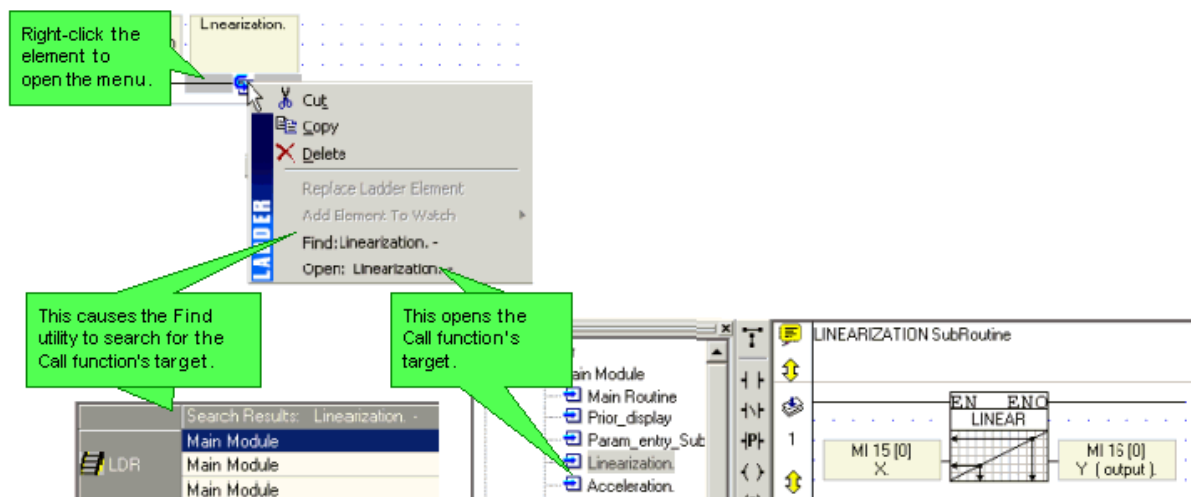 Right-click the
element to
open the menu.
Linearization.
Cut
Copy
Delete
Replace Ladder Element
Add Element To Watch
Find:Linearization. -
Open: Linearization. -
LADDER
This causes the Find
utility to search for the
Call function's target.
This opens the
Call function's
target.
Search Results: Linearization. -
LDR
Main Module
Main Module
Main Module
ain Module
Main Routine
Prior_display
Param_entry_Sub
Linearization.
Acceleration.
1
LINEARIZATION SubRoutine
EN ENO
LINEAR
MI 15 [0]
X.
MI 16 [0]
Y ( output ).